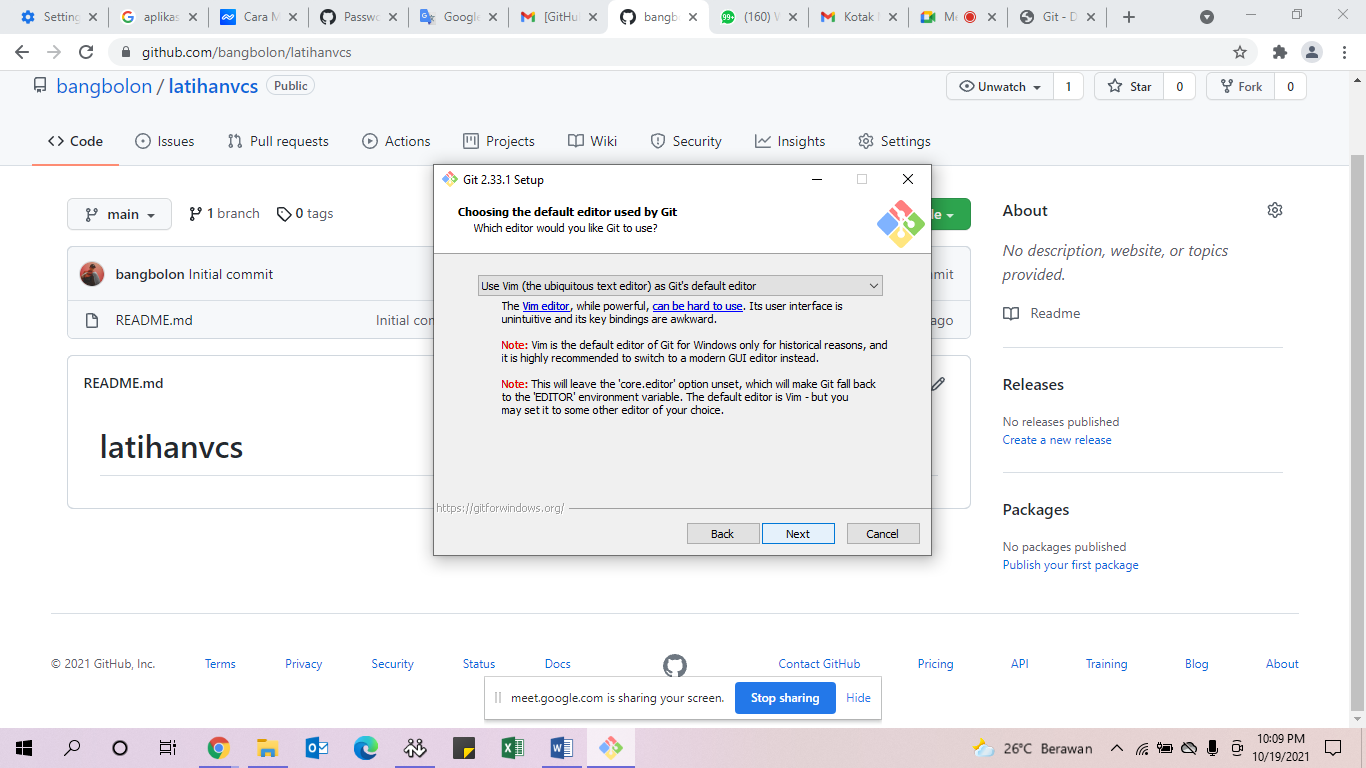 Setting
aplikas
Cara M
Passwo
Google
[GitHub
bangbo
(160) W
Kotak
M
Git - D
github.com/bangbolon/latihanvcs
bangbolon / latihanvcs Public
Unwatch 1 Star 0 Fork 0
Code Issues Pull requests Actions Projects Wiki Security Insights Settings
Git 2.33.1 Setup
Choosing the default editor used by Git
Which editor would you like Git to use?
Use Vim (the ubiquitous text editor) as Git's default editor
The Vim editor, while powerful, can be hard to use. Its user interface is
unintuitive and its key bindings are awkward.
Note: Vim is the default editor of Git for Windows only for historical reasons, and
it is highly recommended to switch to a modern GUI editor instead.
Note: This will leave the 'core.editor' option unset, which will make Git fall back
to the 'EDITOR' environment variable. The default editor is Vim - but you
may set it to some other editor of your choice.
https://gitforwindows.org/
Back Next Cancel
main 1 branch 0 tags
de
bangbolon Initial commit
mmit
README.md Initial con
ago
README.md
latihanvcs
About
No description, website, or topics
provided.
Readme
Releases
No releases published
Create a new release
Packages
No packages published
Publish your first package
© 2021 GitHub, Inc. Terms Privacy Security Status Docs Contact GitHub Pricing API Training Blog About
meet.google.com is sharing your screen. Stop sharing Hide
26°C Berawan
10:09 PM
10/19/2021